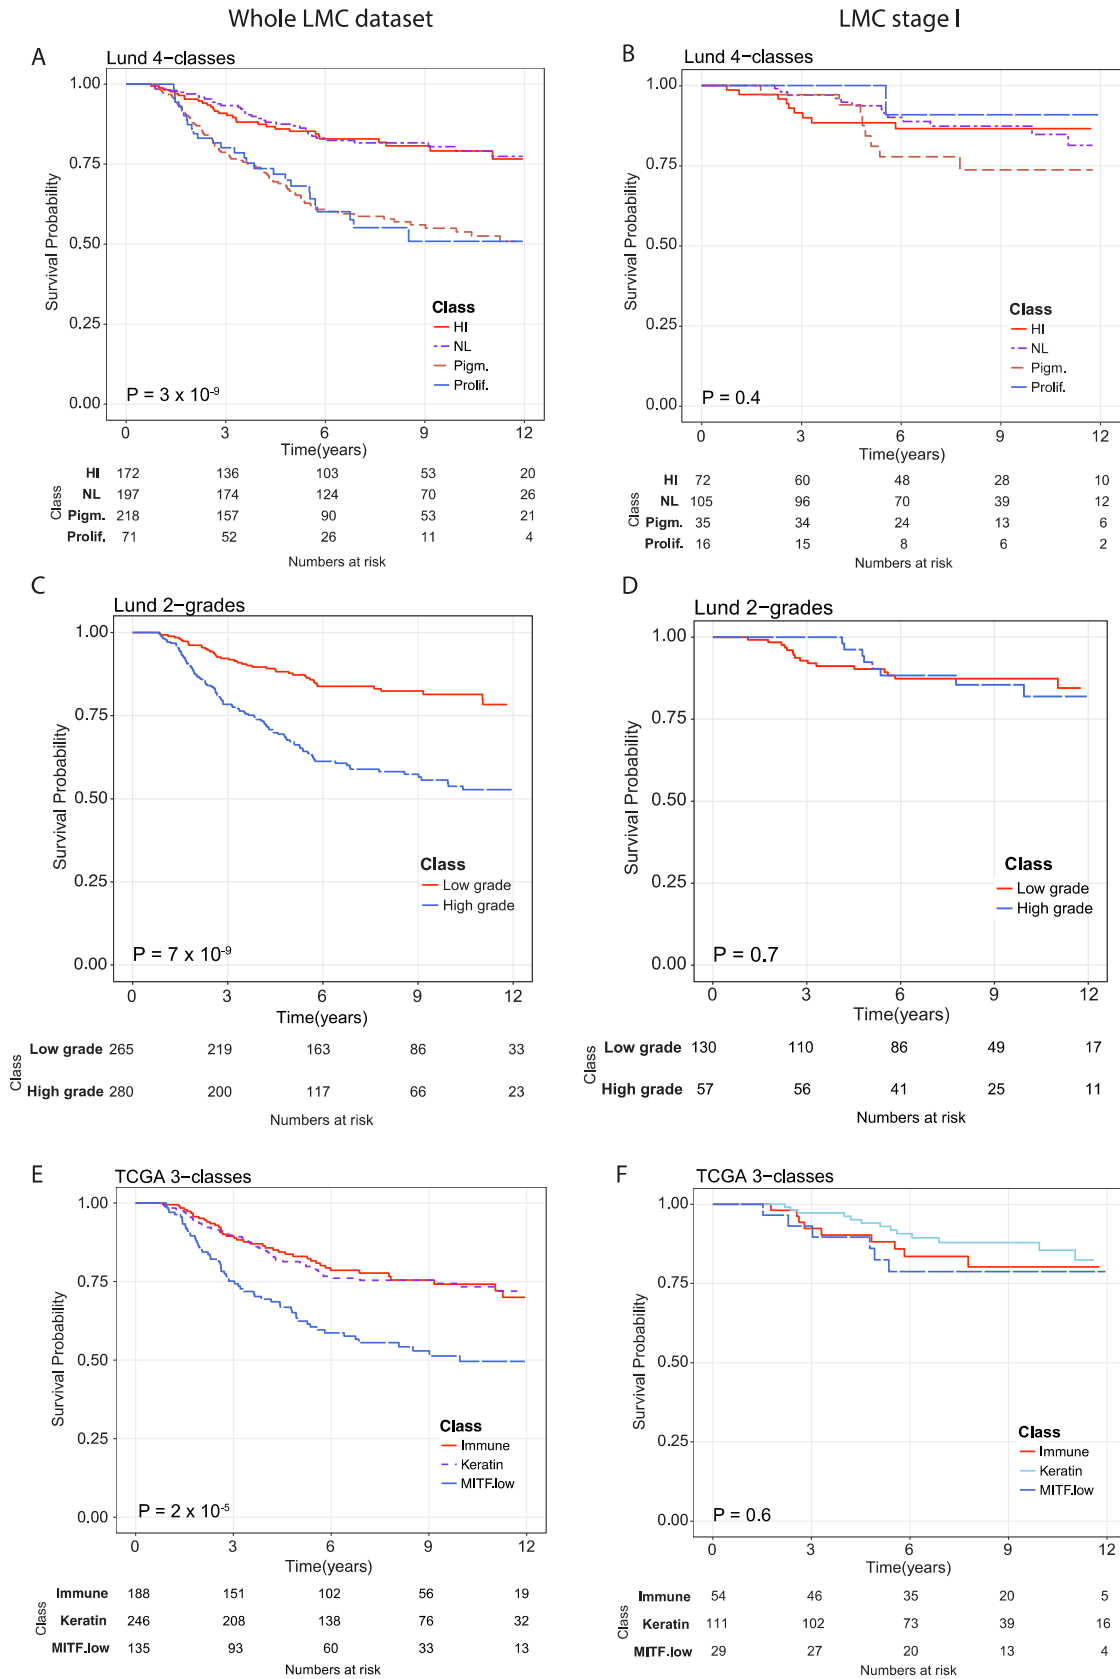 Whole LMC dataset
LMC stage I
A
Lund 4−classes
1.00
0.75
0.50
0.25
0.00
Survival Probability
Class
HI
NL
Pigm.
Prolif.
P = 3 x 10-9
0 3 6 9 12
Time(years)
Class
HI 172 136 103 53 20
NL 197 174 124 70 26
Pigm. 218 157 90 53 21
Prolif. 71 52 26 11 4
Numbers at risk
B
Lund 4−classes
1.00
0.75
0.50
0.25
0.00
Survival Probability
Class
HI
NL
Pigm.
Prolif.
P = 0.4
0 3 6 9 12
Time(years)
Class
HI 72 60 48 28 10
NL 105 96 70 39 12
Pigm. 35 34 24 13 6
Prolif. 16 15 8 6 2
Numbers at risk
C
Lund 2−grades
1.00
0.75
0.50
0.25
0.00
Survival Probability
Class
Low grade
High grade
P = 7 x 10-9
0 3 6 9 12
Time(years)
Class
Low grade 265 219 163 86 33
High grade 280 200 117 66 23
Numbers at risk
D
Lund 2−grades
1.00
0.75
0.50
0.25
0.00
Survival Probability
Class
Low grade
High grade
P = 0.7
0 3 6 9 12
Time(years)
Class
Low grade 130 110 86 49 17
High grade 57 56 41 25 11
Numbers at risk
E
TCGA 3−classes
1.00
0.75
0.50
0.25
0.00
Survival Probability
Class
Immune
Keratin
MITF.low
P = 2 x 10-5
0 3 6 9 12
Time(years)
Class
Immune 188 151 102 56 19
Keratin 246 208 138 76 32
MITF.low 135 93 60 33 13
Numbers at risk
F
TCGA 3−classes
1.00
0.75
0.50
0.25
0.00
Survival Probability
Class
Immune
Keratin
MITF.low
P = 0.6
0 3 6 9 12
Time(years)
Class
Immune 54 46 35 20 5
Keratin 111 102 73 39 16
MITF.low 29 27 20 13 4
Numbers at risk